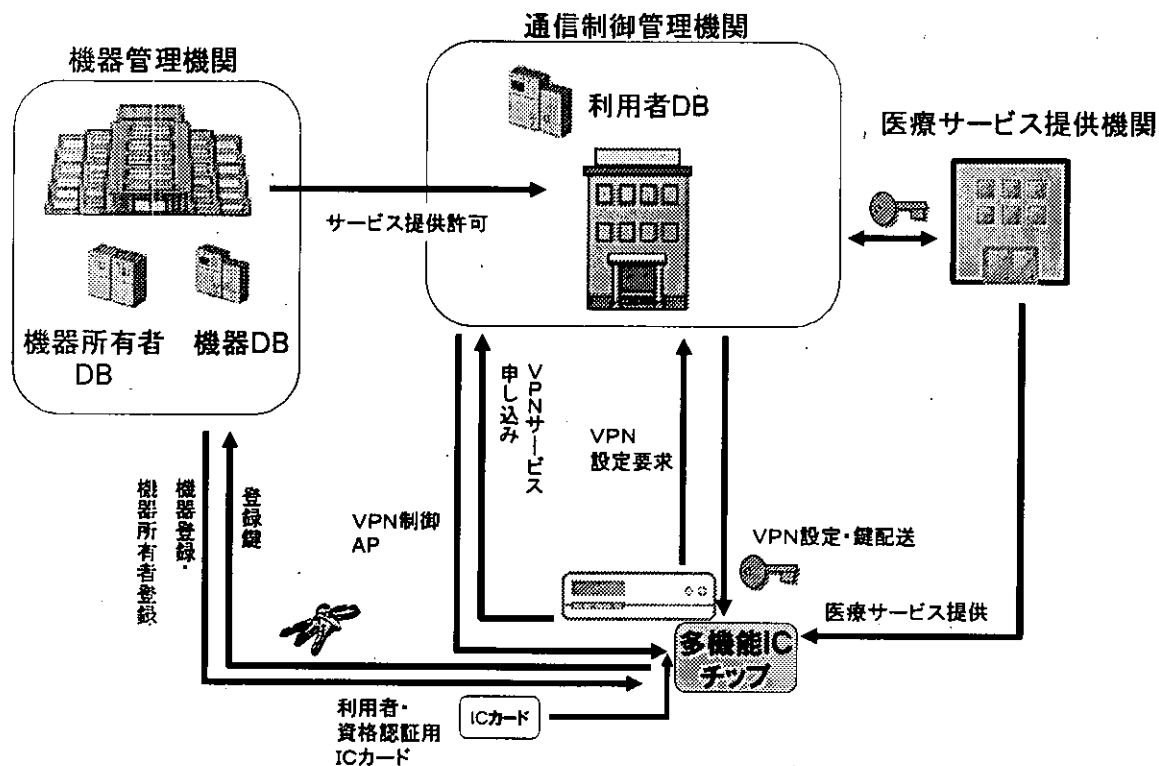 通信制御管理機関
機器管理機関
利用者DB
医療サービス提供機関
サービス提供許可
機器所有者
DB
機器DB
VPNサービス
申し込み
VPN
設定要求
登録鍵
機器登録・
機器所有者登録
VPN制御
AP
VPN設定・鍵配送
医療サービス提供
多機能IC
チップ
利用者・
資格認証用
ICカード
ICカード